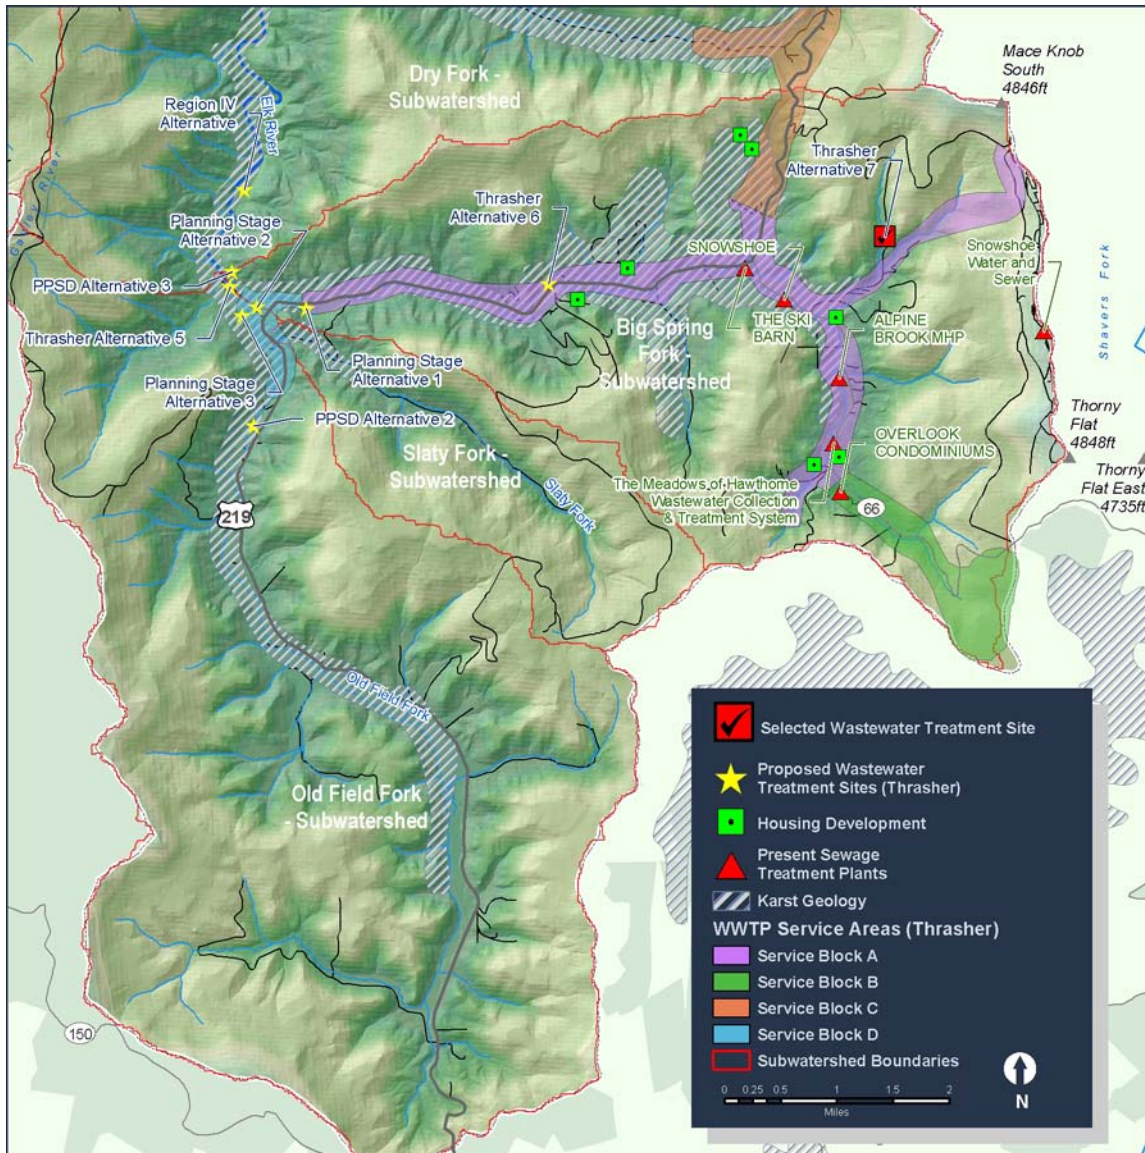 Mace Knob
South
4846ft
Dry Fork -
Subwatershed
Region IV
Alternative
Elk River
Gauley River
Planning Stage
Alternative 2
Thrasher
Alternative 6
Thrasher
Alternative 7
SNOWSHOE
Snowshoe
Water and
Sewer
Shavers Fork
PPSD Alternative 3
Thrasher Alternative 5
Planning Stage
Alternative 3
Planning Stage
Alternative 1
PPSD Alternative 2
Big Spring
Fork -
Subwatershed
THE SKI
BARN
ALPINE
BROOK MHP
OVERLOOK
CONDOMINIUMS
Thorny
Flat
4848ft
Thorny
Flat East
4735ft
The Meadows of Hawthorne
Wastewater Collection
& Treatment System
66
Slaty Fork -
Subwatershed
Slaty Fork
219
Old Field Fork
Old Field Fork
- Subwatershed
150
Selected Wastewater Treatment Site
Proposed Wastewater
Treatment Sites (Thrasher)
Housing Development
Present Sewage
Treatment Plants
Karst Geology
WWTP Service Areas (Thrasher)
Service Block A
Service Block B
Service Block C
Service Block D
Subwatershed Boundaries
0 0.25 0.5 1 1.5 2
Miles
N